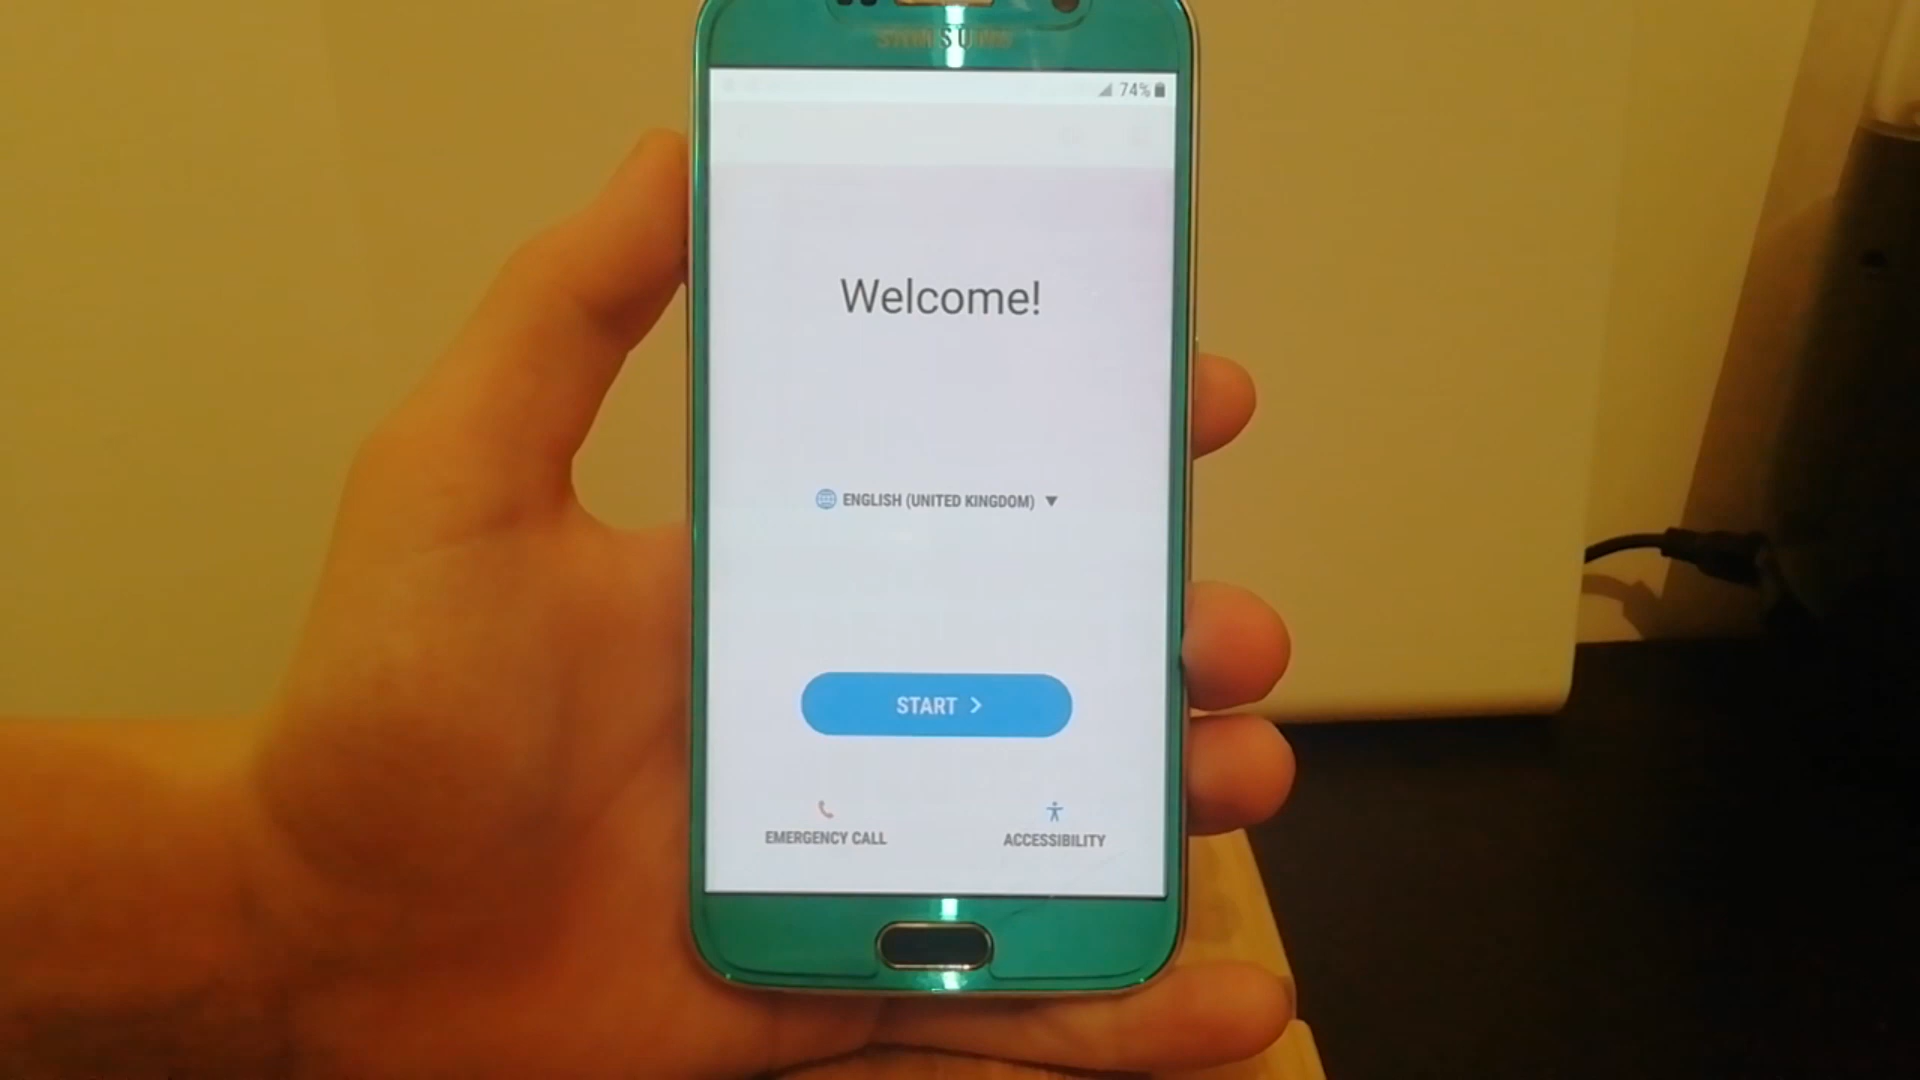 SAMSUNG
74%
Welcome!
ENGLISH (UNITED KINGDOM)
START
EMERGENCY CALL
ACCESSIBILITY